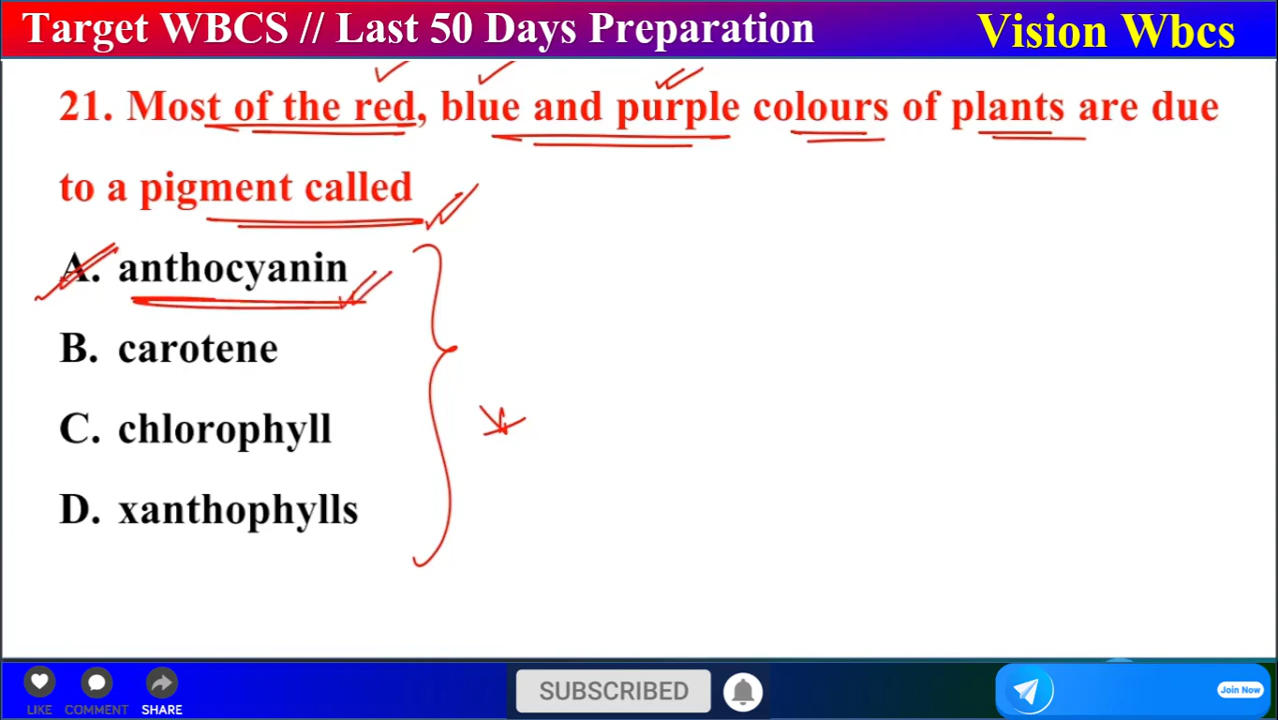 Target WBCS // Last 50 Days Preparation
Vision Wbcs
21. Most of the red, blue and purple colours of plants are due
to a pigment called
A. anthocyanin
B. carotene
C. chlorophyll
D. xanthophylls
LIKE COMMENT SHARE
SUBSCRIBED
Join Now